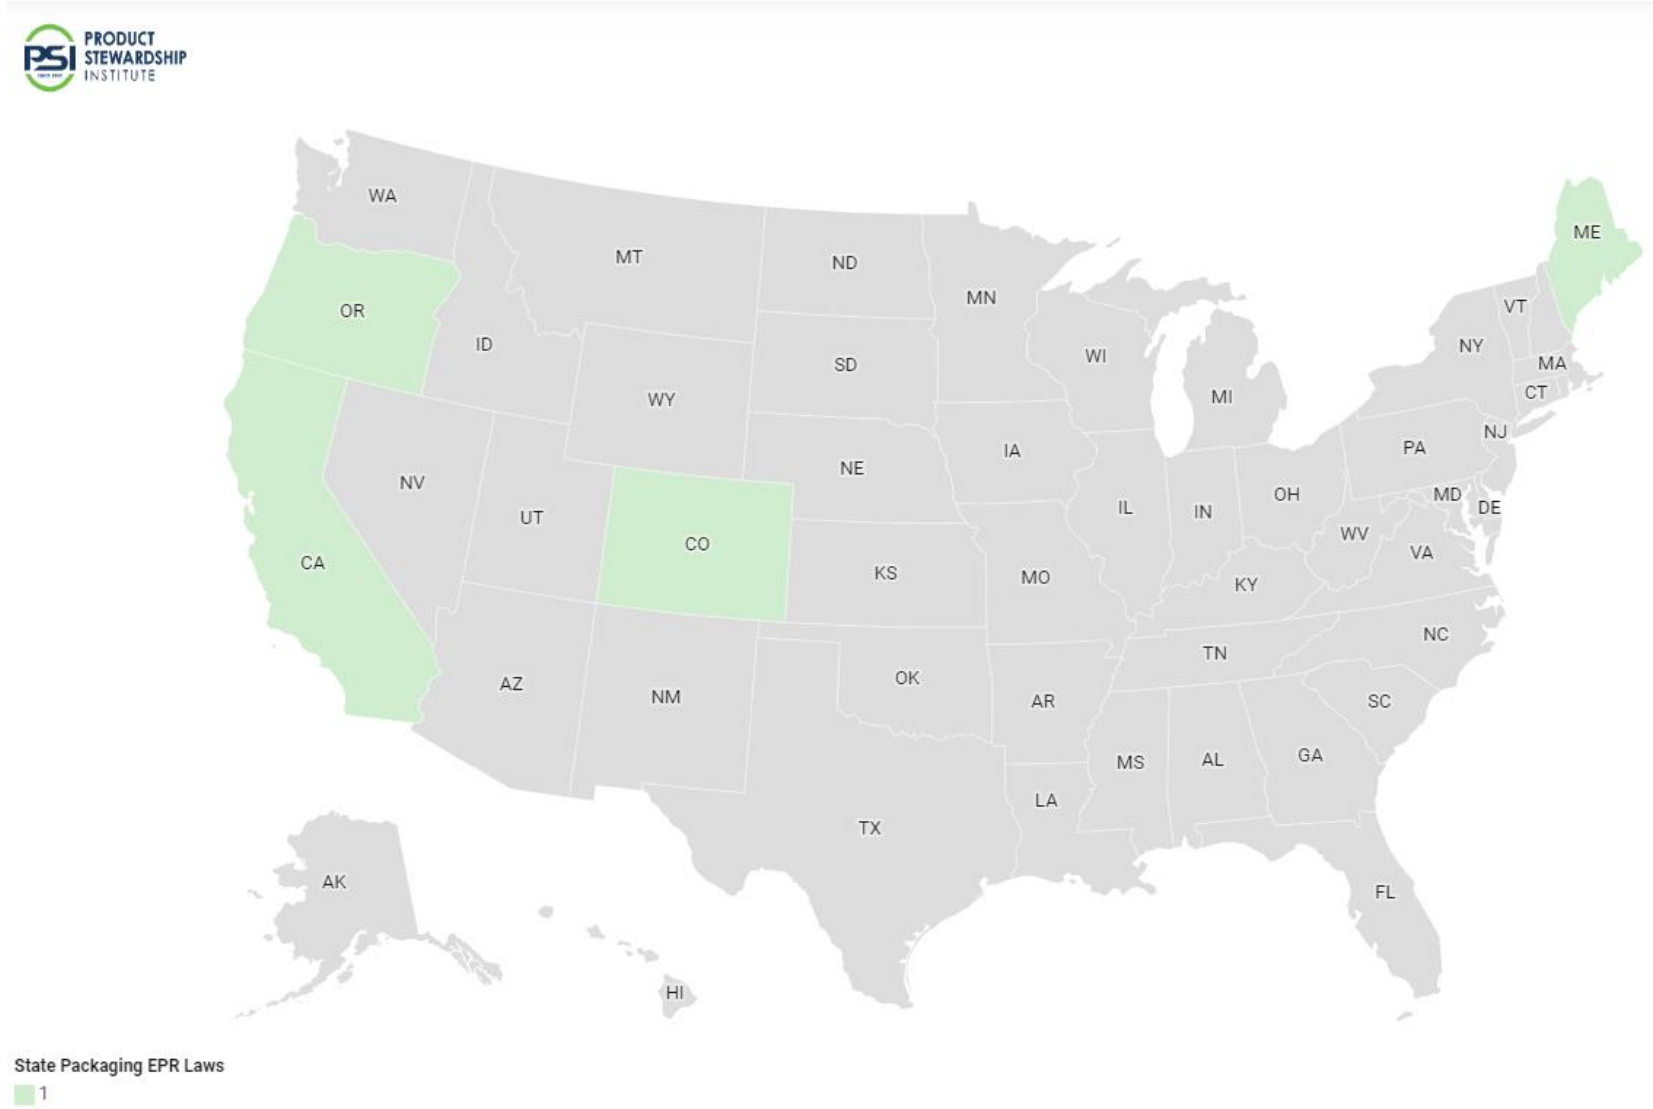 PRODUCT
PSI STEWARDSHIP
INSTITUTE
WA
ME
MT
ND
MN
VT
OR
ID
NY
WI
SD
MA
CT
WY
MI
NJ
PA
IA
NE
NV
OH
MD
DE
IL
IN
UT
WV
CO
VA
CA
KS
MO
KY
NC
TN
OK
AZ
NM
AR
SC
GA
MS
AL
LA
TX
AK
FL
HI
State Packaging EPR Laws
1